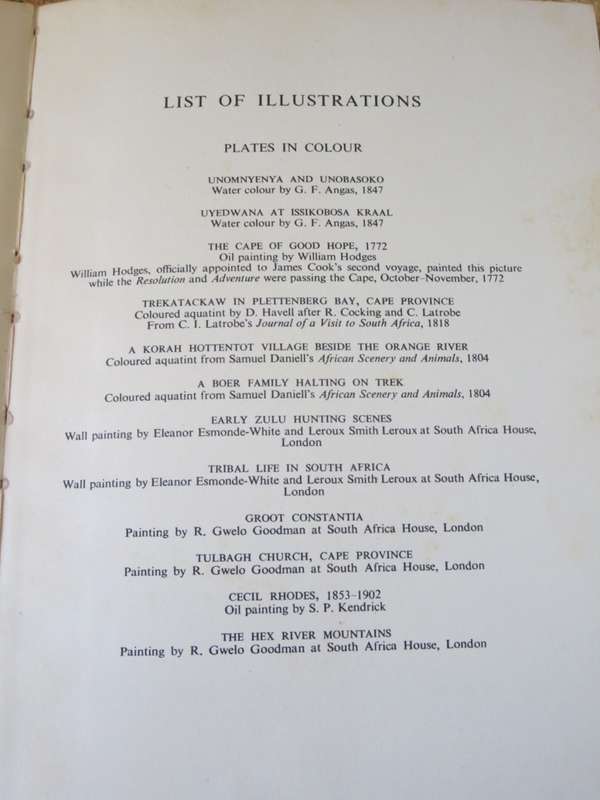 LIST OF ILLUSTRATIONS
PLATES IN COLOUR
UNOMNYENYA AND UNOBASOKO
Water colour by G. F. Angas, 1847
UYEDWANA AT ISSIKOBOSA KRAAL
Water colour by G. F. Angas, 1847
THE CAPE OF GOOD HOPE, 1772
Oil painting by William Hodges
William Hodges, officially appointed to James Cook's second voyage, painted this picture
while the Resolution and Adventure were passing the Cape, October–November, 1772
TREKATACKAW IN PLETTENBERG BAY, CAPE PROVINCE
Coloured aquatint by D. Havell after R. Cocking and C. Latrobe
From C. I. Latrobe's Journal of a Visit to South Africa, 1818
A KORAH HOTTENTOT VILLAGE BESIDE THE ORANGE RIVER
Coloured aquatint from Samuel Daniell's African Scenery and Animals, 1804
A BOER FAMILY HALTING ON TREK
Coloured aquatint from Samuel Daniell's African Scenery and Animals, 1804
EARLY ZULU HUNTING SCENES
Wall painting by Eleanor Esmonde-White and Leroux Smith Leroux at South Africa House,
London
TRIBAL LIFE IN SOUTH AFRICA
Wall painting by Eleanor Esmonde-White and Leroux Smith Leroux at South Africa House,
London
GROOT CONSTANTIA
Painting by R. Gwelo Goodman at South Africa House, London
TULBAGH CHURCH, CAPE PROVINCE
Painting by R. Gwelo Goodman at South Africa House, London
CECIL RHODES, 1853–1902
Oil painting by S. P. Kendrick
THE HEX RIVER MOUNTAINS
Painting by R. Gwelo Goodman at South Africa House, London